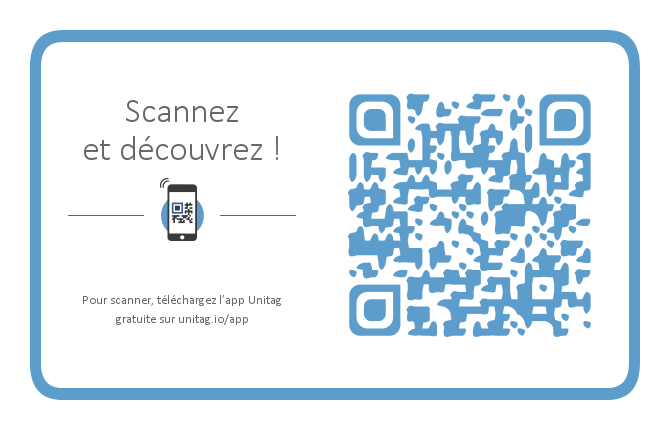 Scannez
et découvrez !
Pour scanner, téléchargez l'app Unitag
gratuite sur unitag.io/app